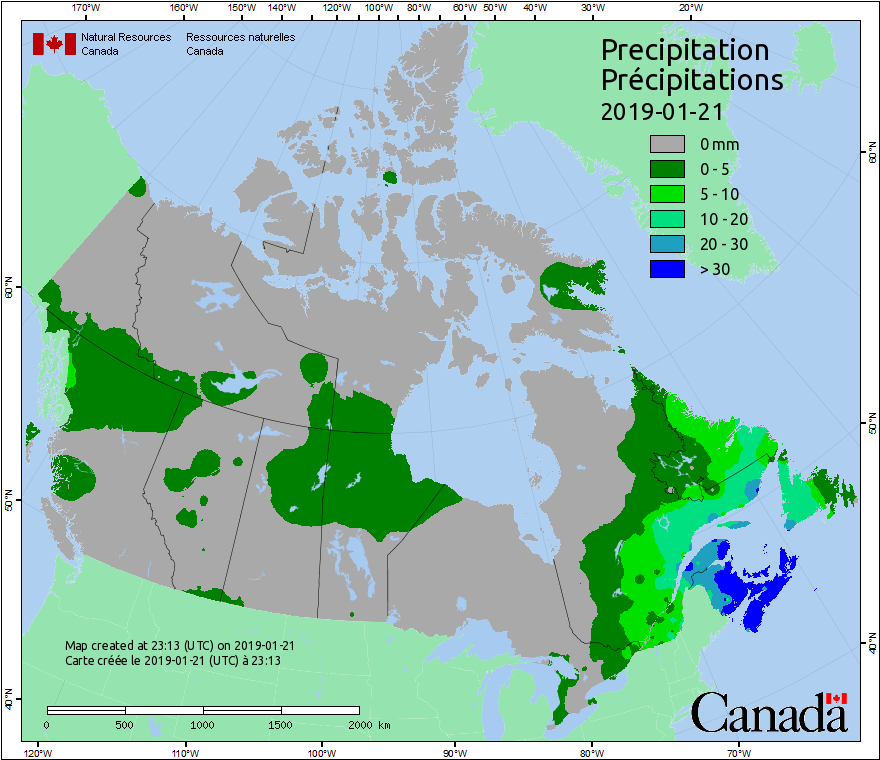 170°W 160°W 150°W 140°W 120°W 100°W 80°W 60°W 50°W 40°W 30°W 20°W
Natural Resources Ressources naturelles
Canada Canada
Precipitation
Précipitations
2019-01-21
0 mm
0 - 5
5 - 10
10 - 20
20 - 30
> 30
60°N 60°N
50°N 50°N
40°N 40°N
Map created at 23:13 (UTC) on 2019-01-21
Carte créée le 2019-01-21 (UTC) à 23:13
0 500 1000 1500 2000 km
Canada
120°W 110°W 100°W 90°W 80°W 70°W